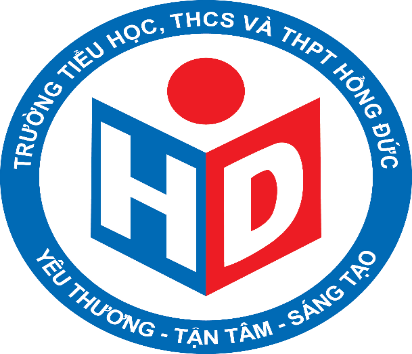 TRƯỜNG TIỂU HỌC, THCS VÀ THPT HỒNG ĐỨC
HD
YÊU THƯƠNG - TẬN TÂM - SÁNG TẠO